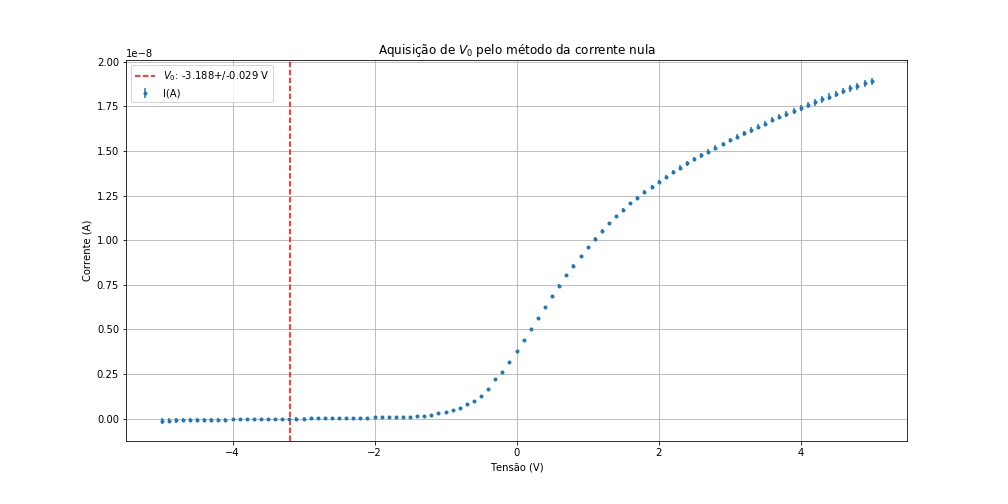 Aquisição de V₀ pelo método da corrente nula
1e−8
V₀: -3.188+/-0.029 V
I(A)
2.00
1.75
1.50
1.25
1.00
0.75
0.50
0.25
0.00
Corrente (A)
−4 −2 0 2 4
Tensão (V)